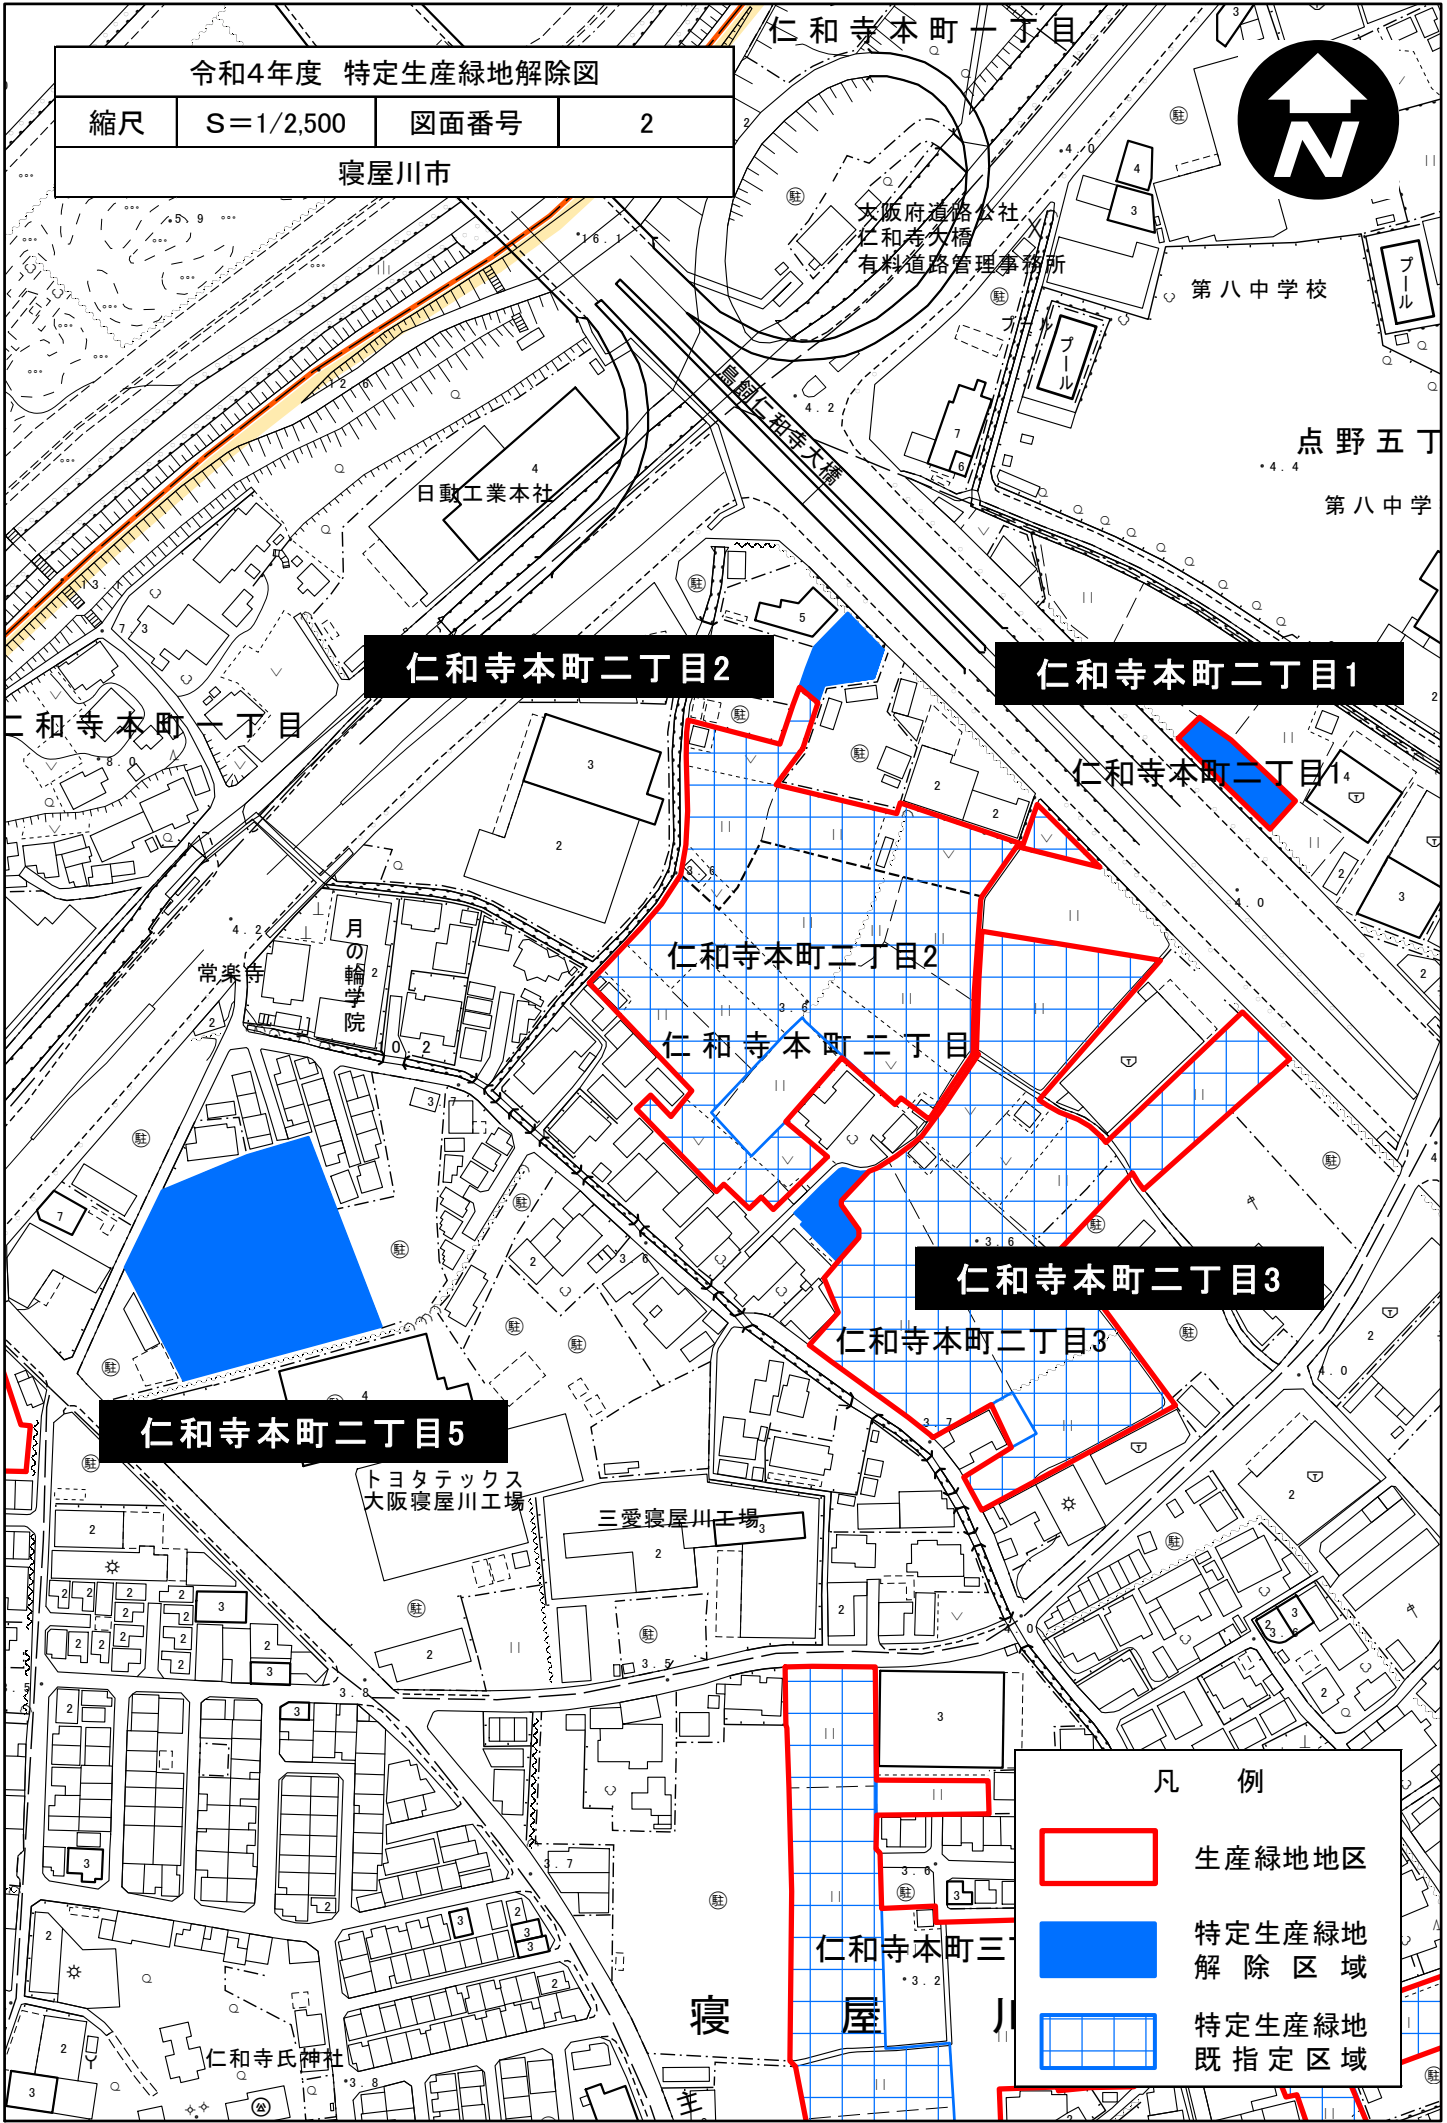 仁和寺本町一丁目
令和4年度 特定生産緑地解除図
縮尺 S=1/2,500 図面番号 2
寝屋川市
N
大阪府道路公社
仁和寺大橋
有料道路管理事務所
第八中学校
プール
プール
プール
鳥飼仁和寺大橋
点野五丁
第八中学
日動工業本社
仁和寺本町二丁目2
仁和寺本町二丁目1
仁和寺本町一丁目
仁和寺本町二丁目1
月の輪学院
常楽寺
仁和寺本町二丁目2
仁和寺本町二丁目
仁和寺本町二丁目3
仁和寺本町二丁目3
仁和寺本町二丁目5
トヨタテックス
大阪寝屋川工場
三愛寝屋川工場
仁和寺本町三
寝屋川
仁和寺氏神社
凡例
生産緑地地区
特定生産緑地
解除区域
特定生産緑地
既指定区域